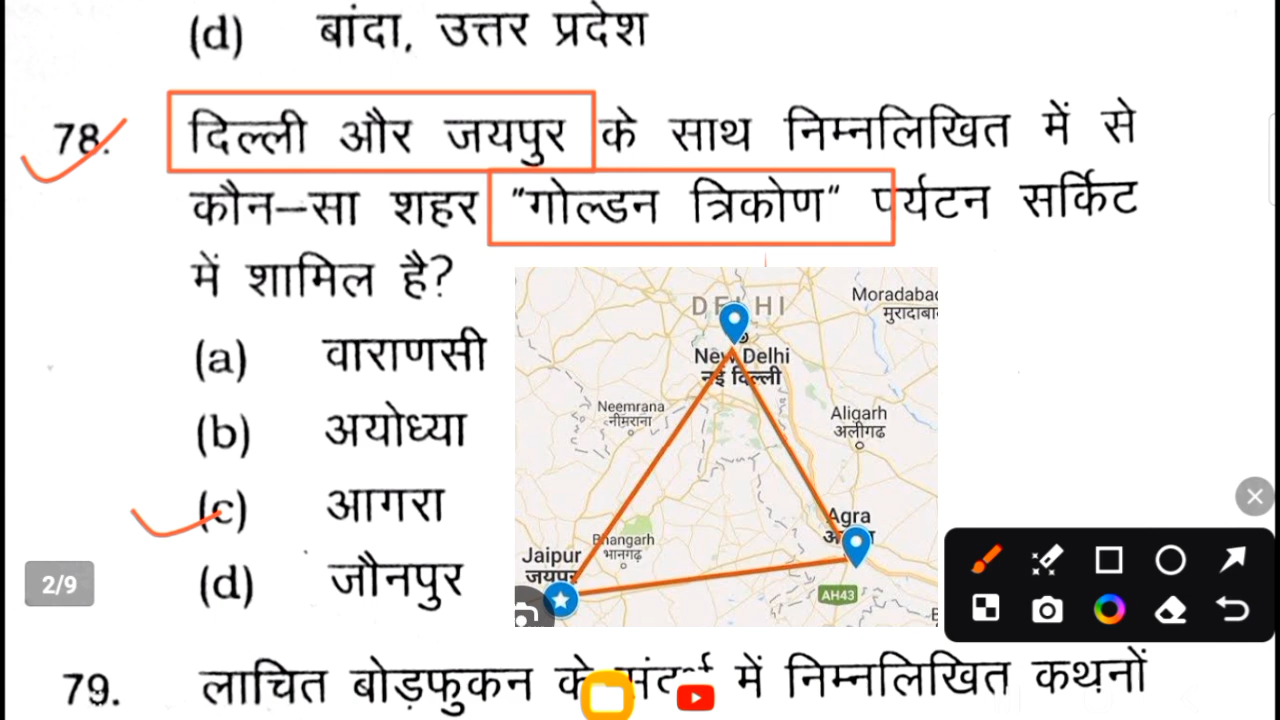 (d) बांदा, उत्तर प्रदेश
78. दिल्ली और जयपुर के साथ निम्नलिखित में से
कौन–सा शहर "गोल्डन त्रिकोण" पर्यटन सर्किट
में शामिल है?
(a) वाराणसी
(b) अयोध्या
(c) आगरा
(d) जौनपुर
DELHI
New Delhi
नई दिल्ली
Moradabad
मुरादाबाद
Neemrana
नीमराना
Aligarh
अलीगढ
Agra
Bhangarh
भानगढ़
Jaipur
जयपुर
AH43
2/9
79. लाचित बोड़फुकन के संदर्भ में निम्नलिखित कथनों